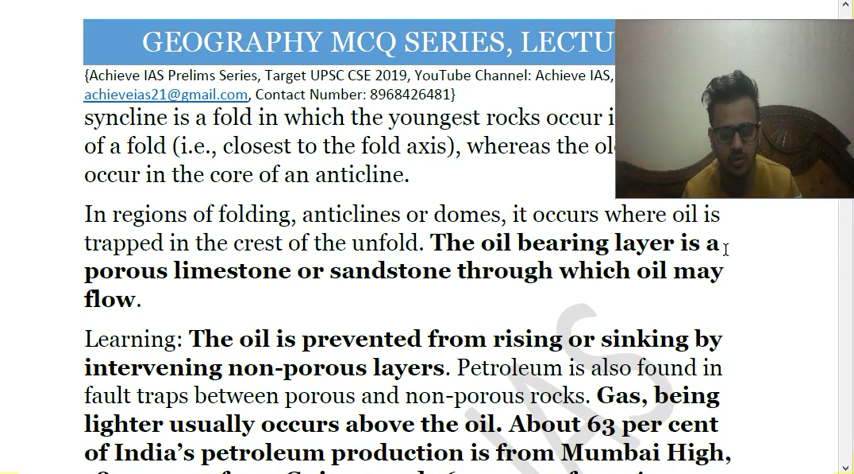 GEOGRAPHY MCQ SERIES, LECTU
{Achieve IAS Prelims Series, Target UPSC CSE 2019, YouTube Channel: Achieve IAS,
achieveias21@gmail.com, Contact Number: 8968426481}
syncline is a fold in which the youngest rocks occur i
of a fold (i.e., closest to the fold axis), whereas the ol
occur in the core of an anticline.
In regions of folding, anticlines or domes, it occurs where oil is
trapped in the crest of the unfold. The oil bearing layer is a
porous limestone or sandstone through which oil may
flow.
Learning: The oil is prevented from rising or sinking by
intervening non-porous layers. Petroleum is also found in
fault traps between porous and non-porous rocks. Gas, being
lighter usually occurs above the oil. About 63 per cent
of India's petroleum production is from Mumbai High,
IAS